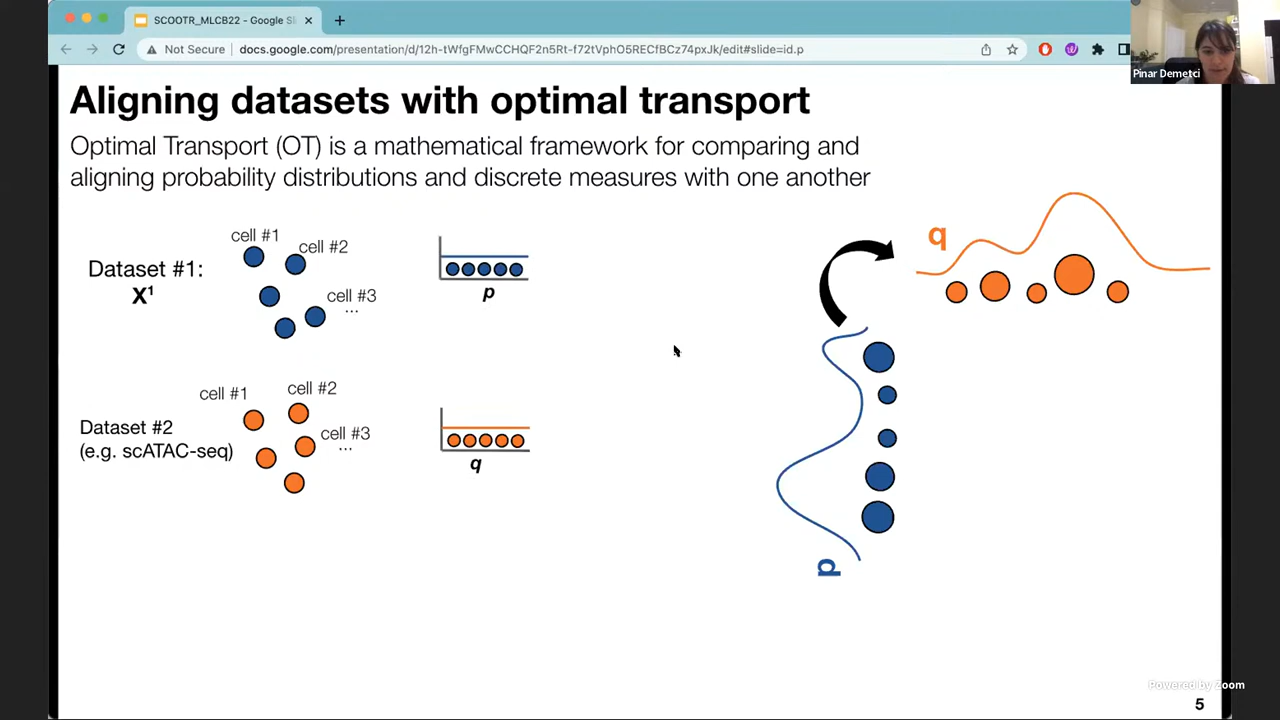 SCOOTR_MLCB22 - Google Sl
Not Secure
docs.google.com/presentation/d/12h-tWfgFMwCCHQF2n5Rt-f72tVphO5RECfBCz74pxJk/edit#slide=id.p
Pinar Demetci
Aligning datasets with optimal transport
Optimal Transport (OT) is a mathematical framework for comparing and
aligning probability distributions and discrete measures with one another
cell #1
cell #2
Dataset #1:
X¹
cell #3
...
p
q
cell #1
cell #2
Dataset #2
(e.g. scATAC-seq)
cell #3
...
q
p
Powered by Zoom
5